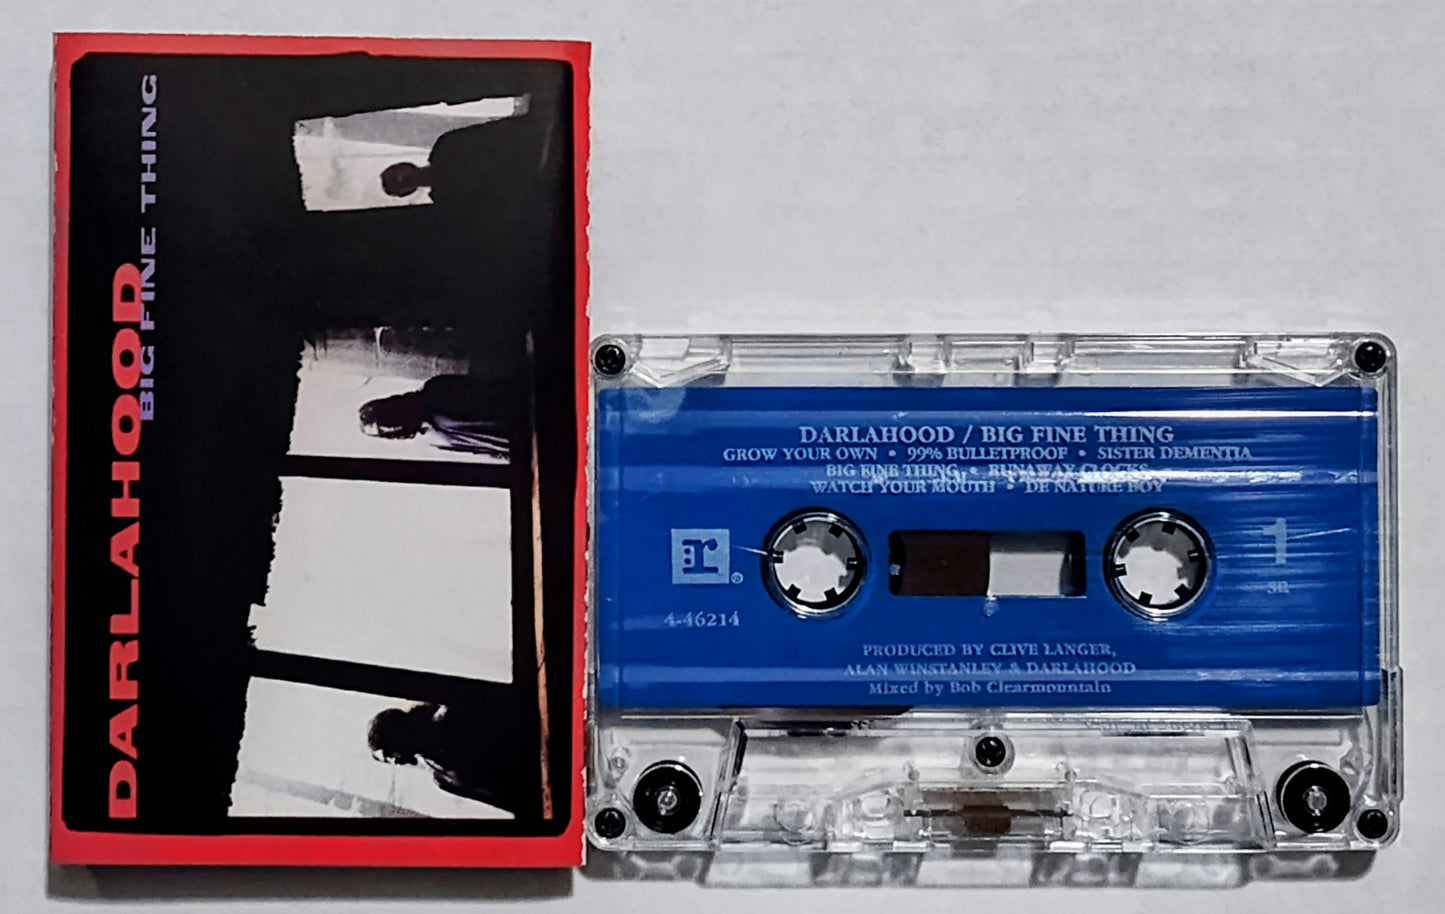 DARLAHOOD
BIG FINE THING
DARLAHOOD / BIG FINE THING
GROW YOUR OWN • 99% BULLETPROOF • SISTER DEMENTIA
BIG FINE THING • RUNAWAY CLOCKS
WATCH YOUR MOUTH • DE NATURE BOY
r ®
1
SR
4-46214
PRODUCED BY CLIVE LANGER,
ALAN WINSTANLEY & DARLAHOOD
Mixed by Bob Clearmountain